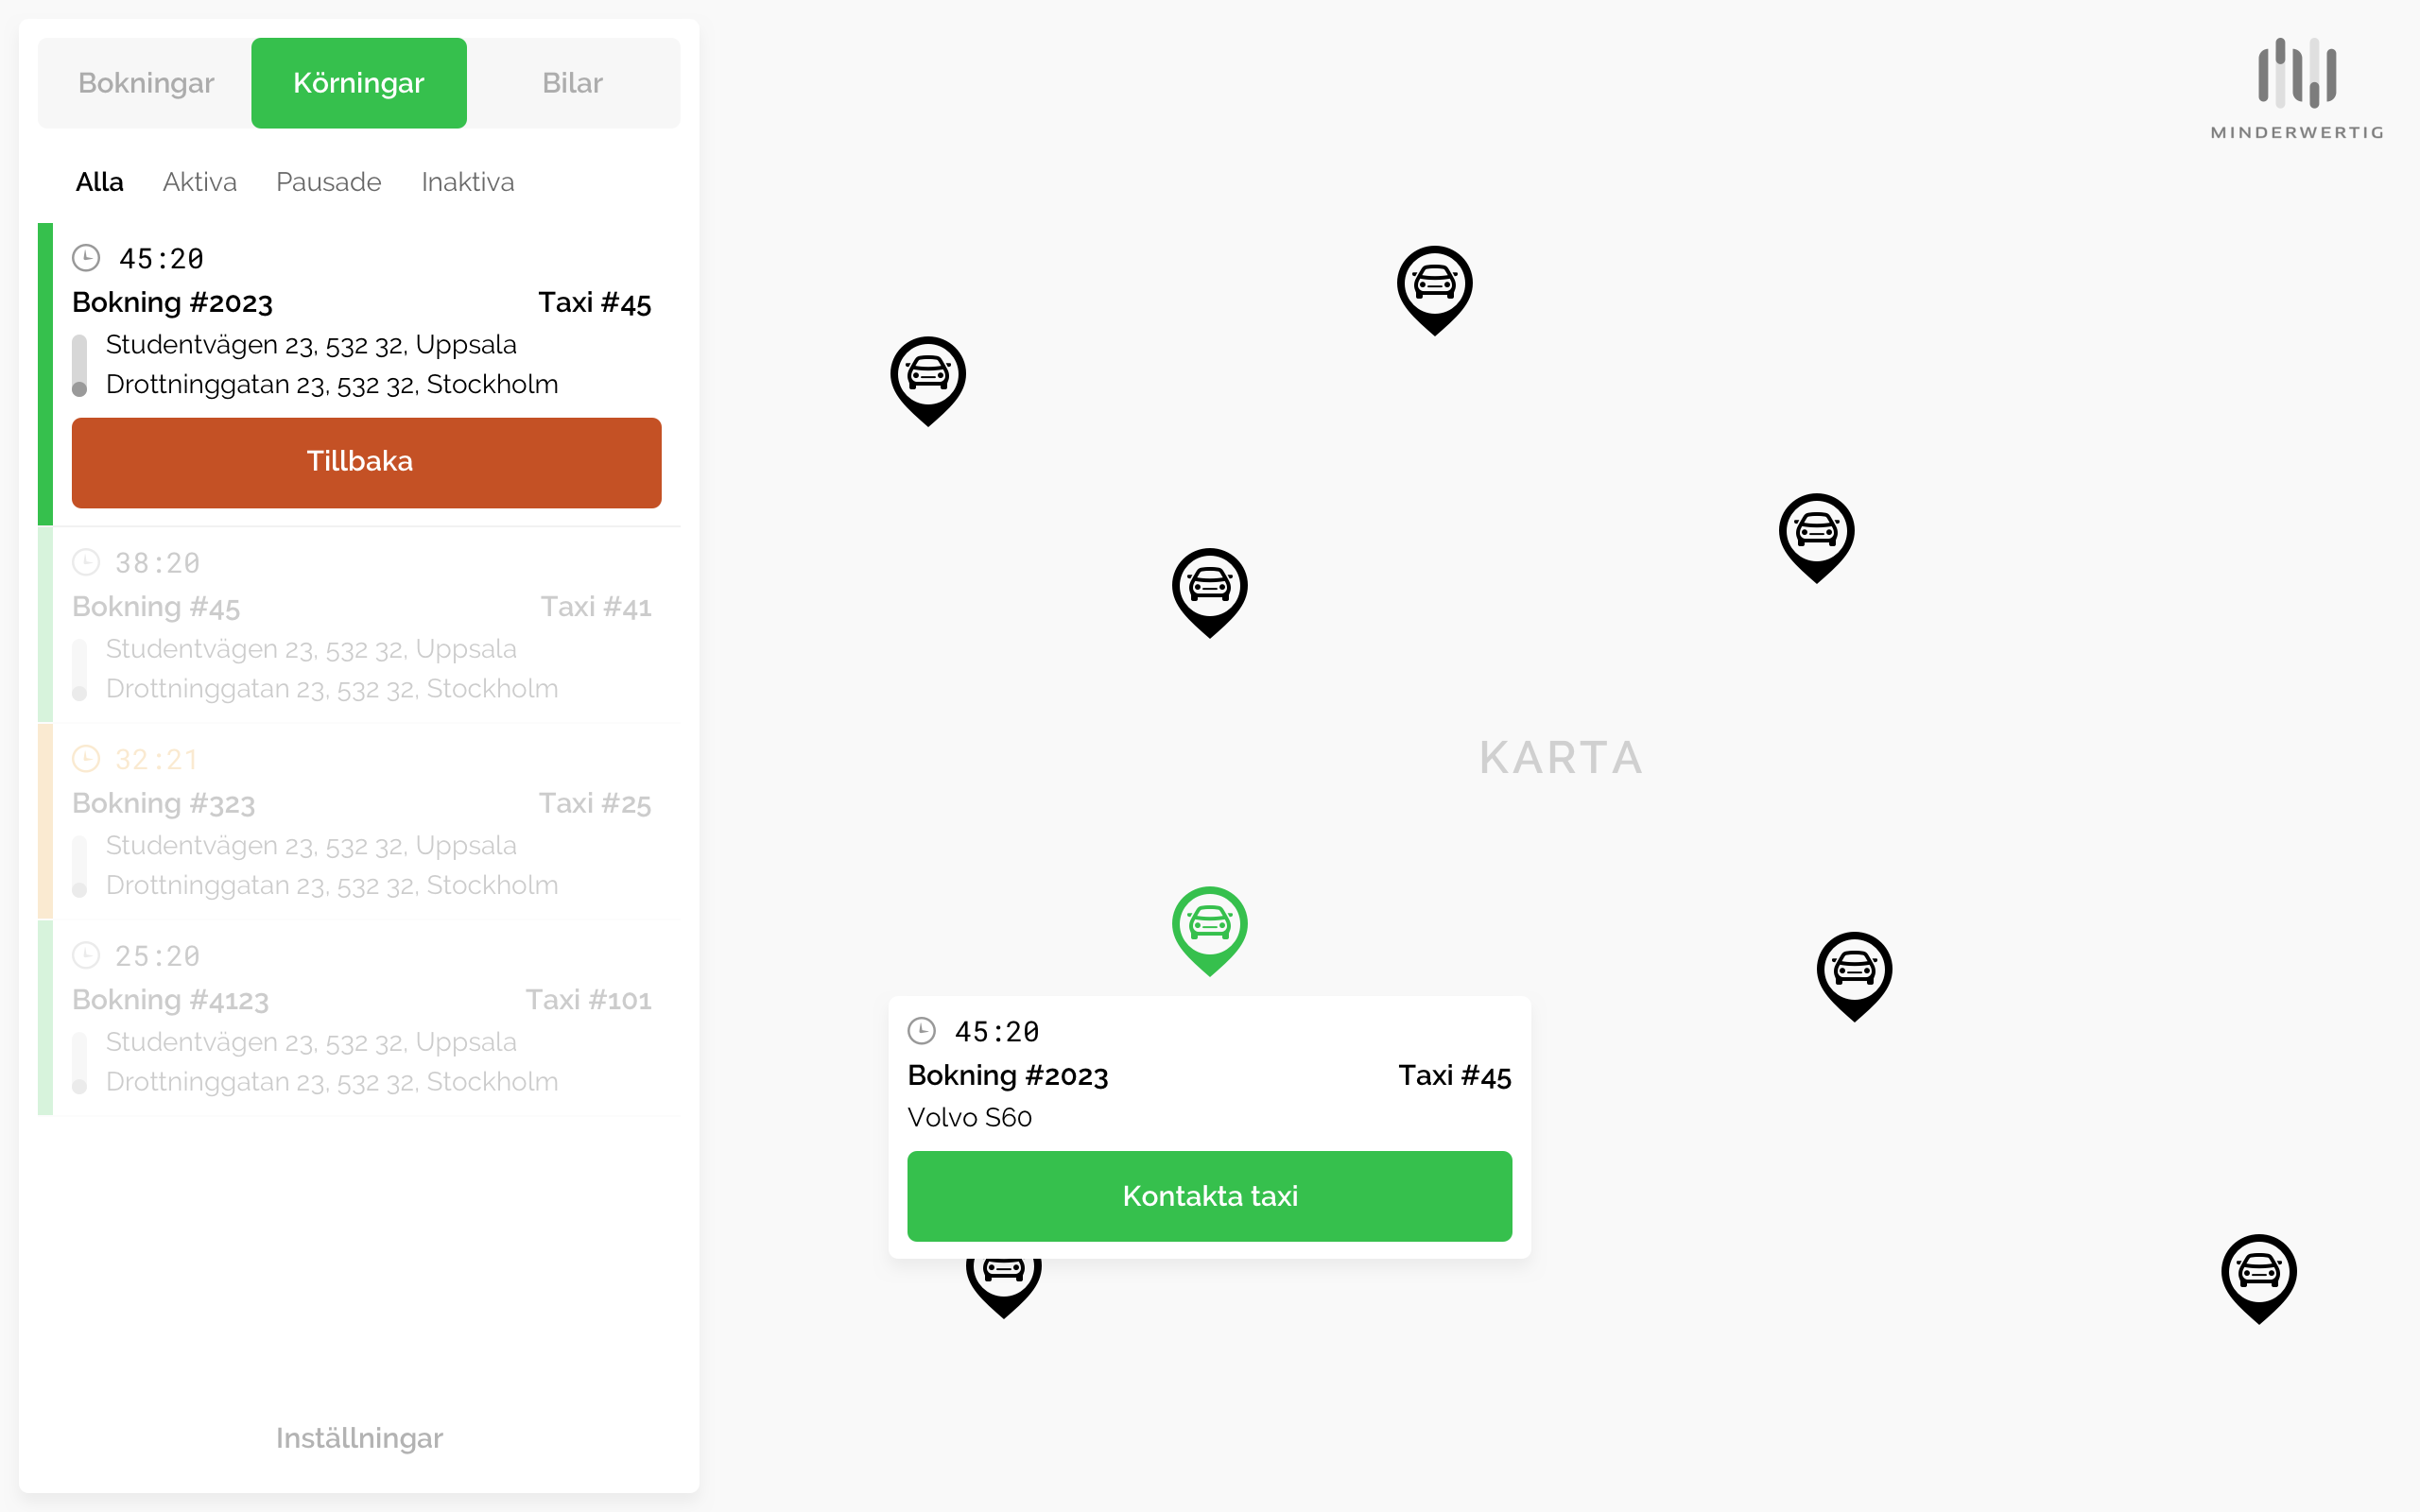 Bokningar
Körningar
Bilar
Alla
Aktiva
Pausade
Inaktiva
45:20
Bokning #2023
Taxi #45
Studentvägen 23, 532 32, Uppsala
Drottninggatan 23, 532 32, Stockholm
Tillbaka
38:20
Bokning #45
Taxi #41
Studentvägen 23, 532 32, Uppsala
Drottninggatan 23, 532 32, Stockholm
32:21
Bokning #323
Taxi #25
Studentvägen 23, 532 32, Uppsala
Drottninggatan 23, 532 32, Stockholm
25:20
Bokning #4123
Taxi #101
Studentvägen 23, 532 32, Uppsala
Drottninggatan 23, 532 32, Stockholm
Inställningar
MINDERWERTIG
KARTA
45:20
Bokning #2023
Taxi #45
Volvo S60
Kontakta taxi